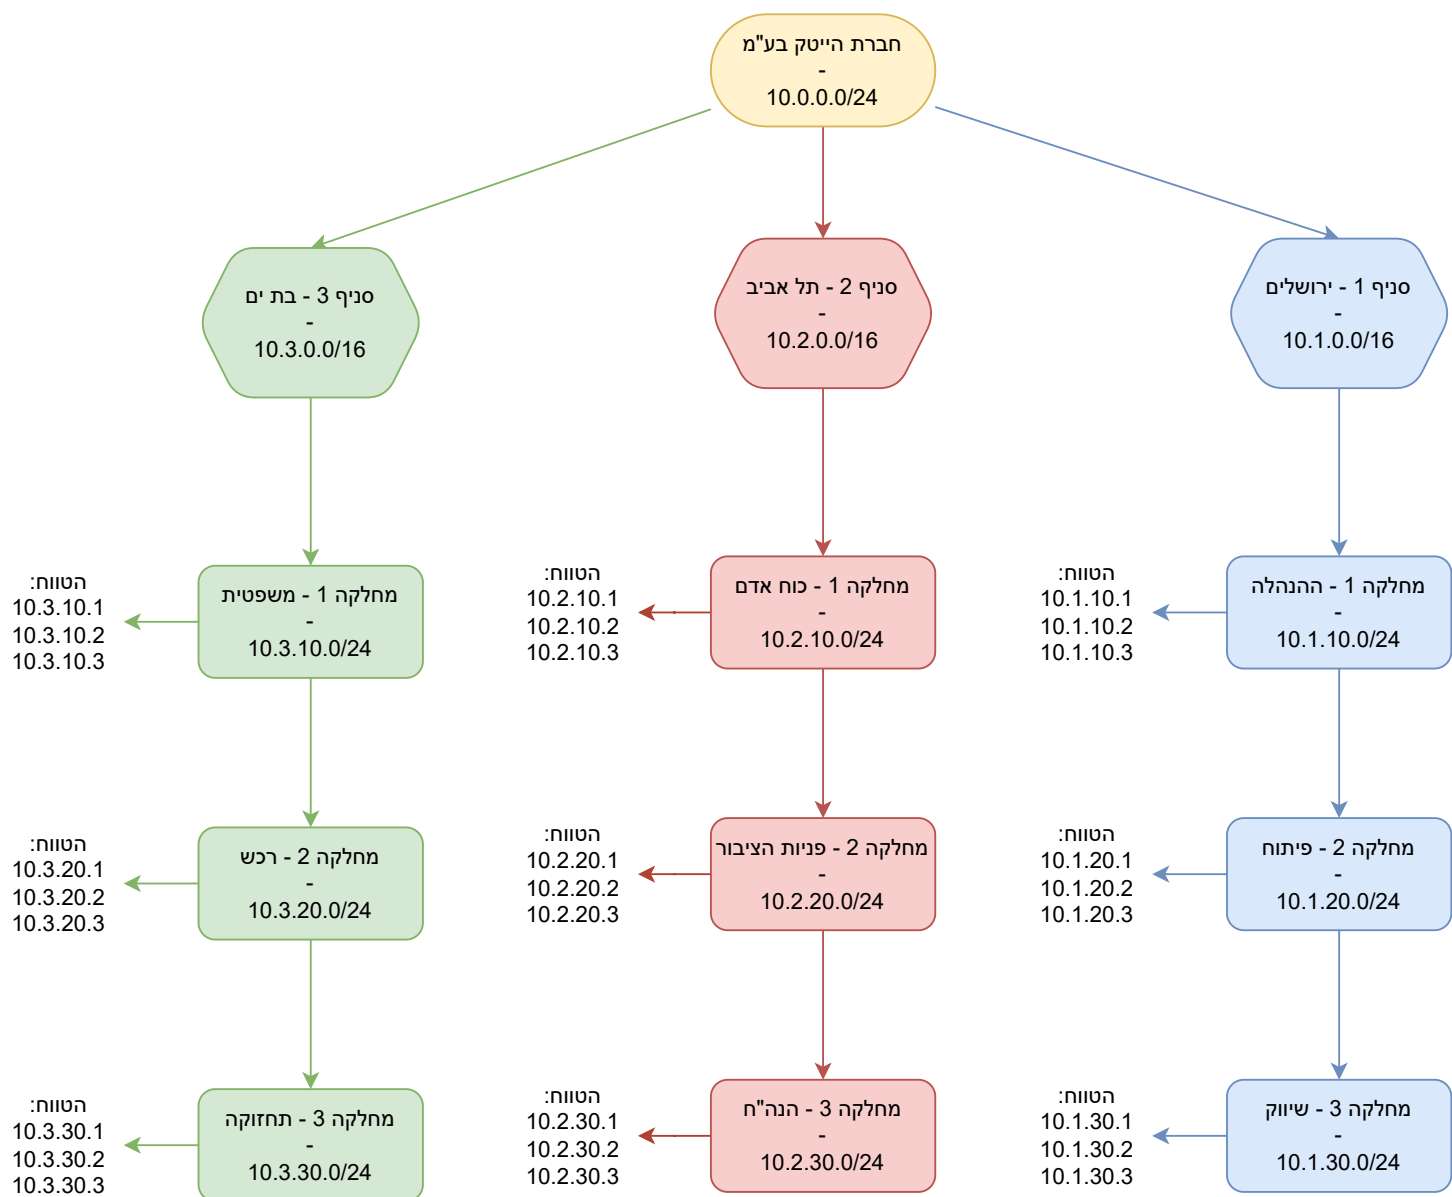 חברת הייטק בע"מ
-
10.0.0.0/24
סניף 1 - ירושלים
-
10.1.0.0/16
סניף 2 - תל אביב
-
10.2.0.0/16
סניף 3 - בת ים
-
10.3.0.0/16
מחלקה 1 - ההנהלה
-
10.1.10.0/24
הטווח:
10.1.10.1
10.1.10.2
10.1.10.3
מחלקה 1 - כוח אדם
-
10.2.10.0/24
הטווח:
10.2.10.1
10.2.10.2
10.2.10.3
מחלקה 1 - משפטית
-
10.3.10.0/24
הטווח:
10.3.10.1
10.3.10.2
10.3.10.3
מחלקה 2 - פיתוח
-
10.1.20.0/24
הטווח:
10.1.20.1
10.1.20.2
10.1.20.3
מחלקה 2 - פניות הציבור
-
10.2.20.0/24
הטווח:
10.2.20.1
10.2.20.2
10.2.20.3
מחלקה 2 - רכש
-
10.3.20.0/24
הטווח:
10.3.20.1
10.3.20.2
10.3.20.3
מחלקה 3 - שיווק
-
10.1.30.0/24
הטווח:
10.1.30.1
10.1.30.2
10.1.30.3
מחלקה 3 - הנה"ח
-
10.2.30.0/24
הטווח:
10.2.30.1
10.2.30.2
10.2.30.3
מחלקה 3 - תחזוקה
-
10.3.30.0/24
הטווח:
10.3.30.1
10.3.30.2
10.3.30.3